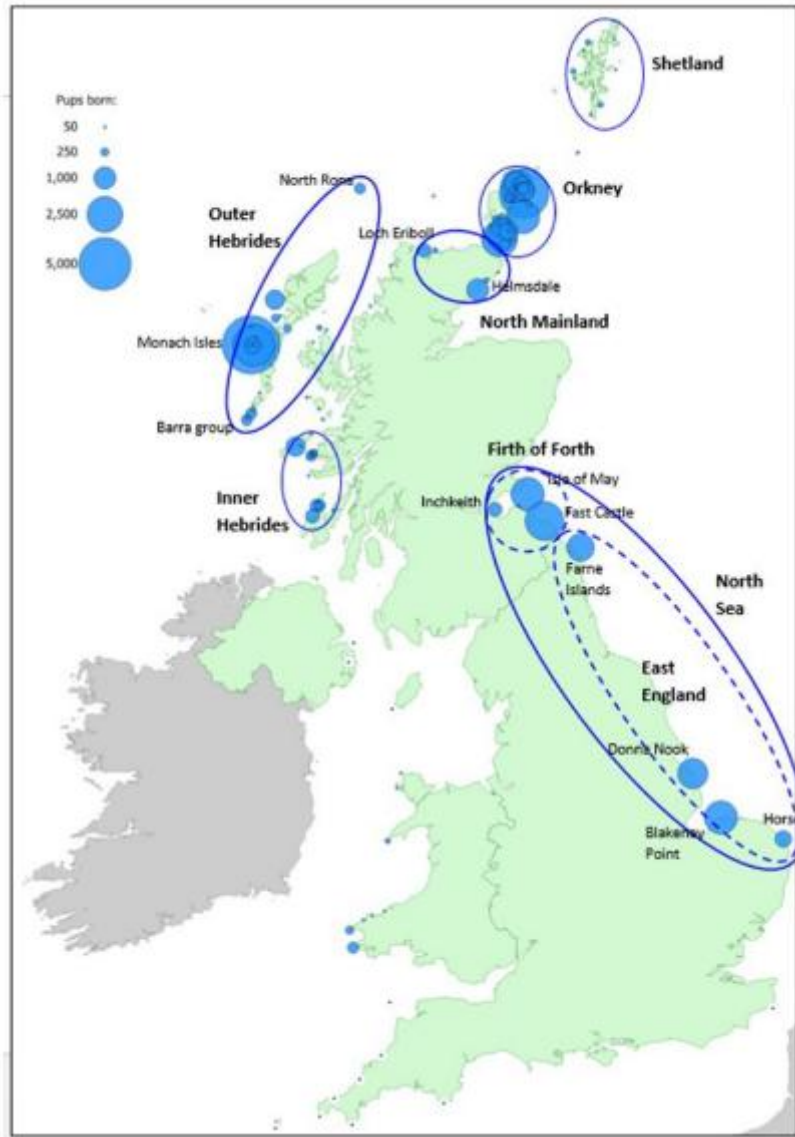 Shetland
Pups born:
50
250
1,000
2,500
5,000
North Rona
Orkney
Outer
Hebrides
Loch Eriboll
Helmsdale
North Mainland
Monach Isles
Barra group
Firth of Forth
Isle of May
Inchkeith
Fast Castle
Inner
Hebrides
Farne
Islands
North
Sea
East
England
Donna Nook
Blakeney
Point
Hors